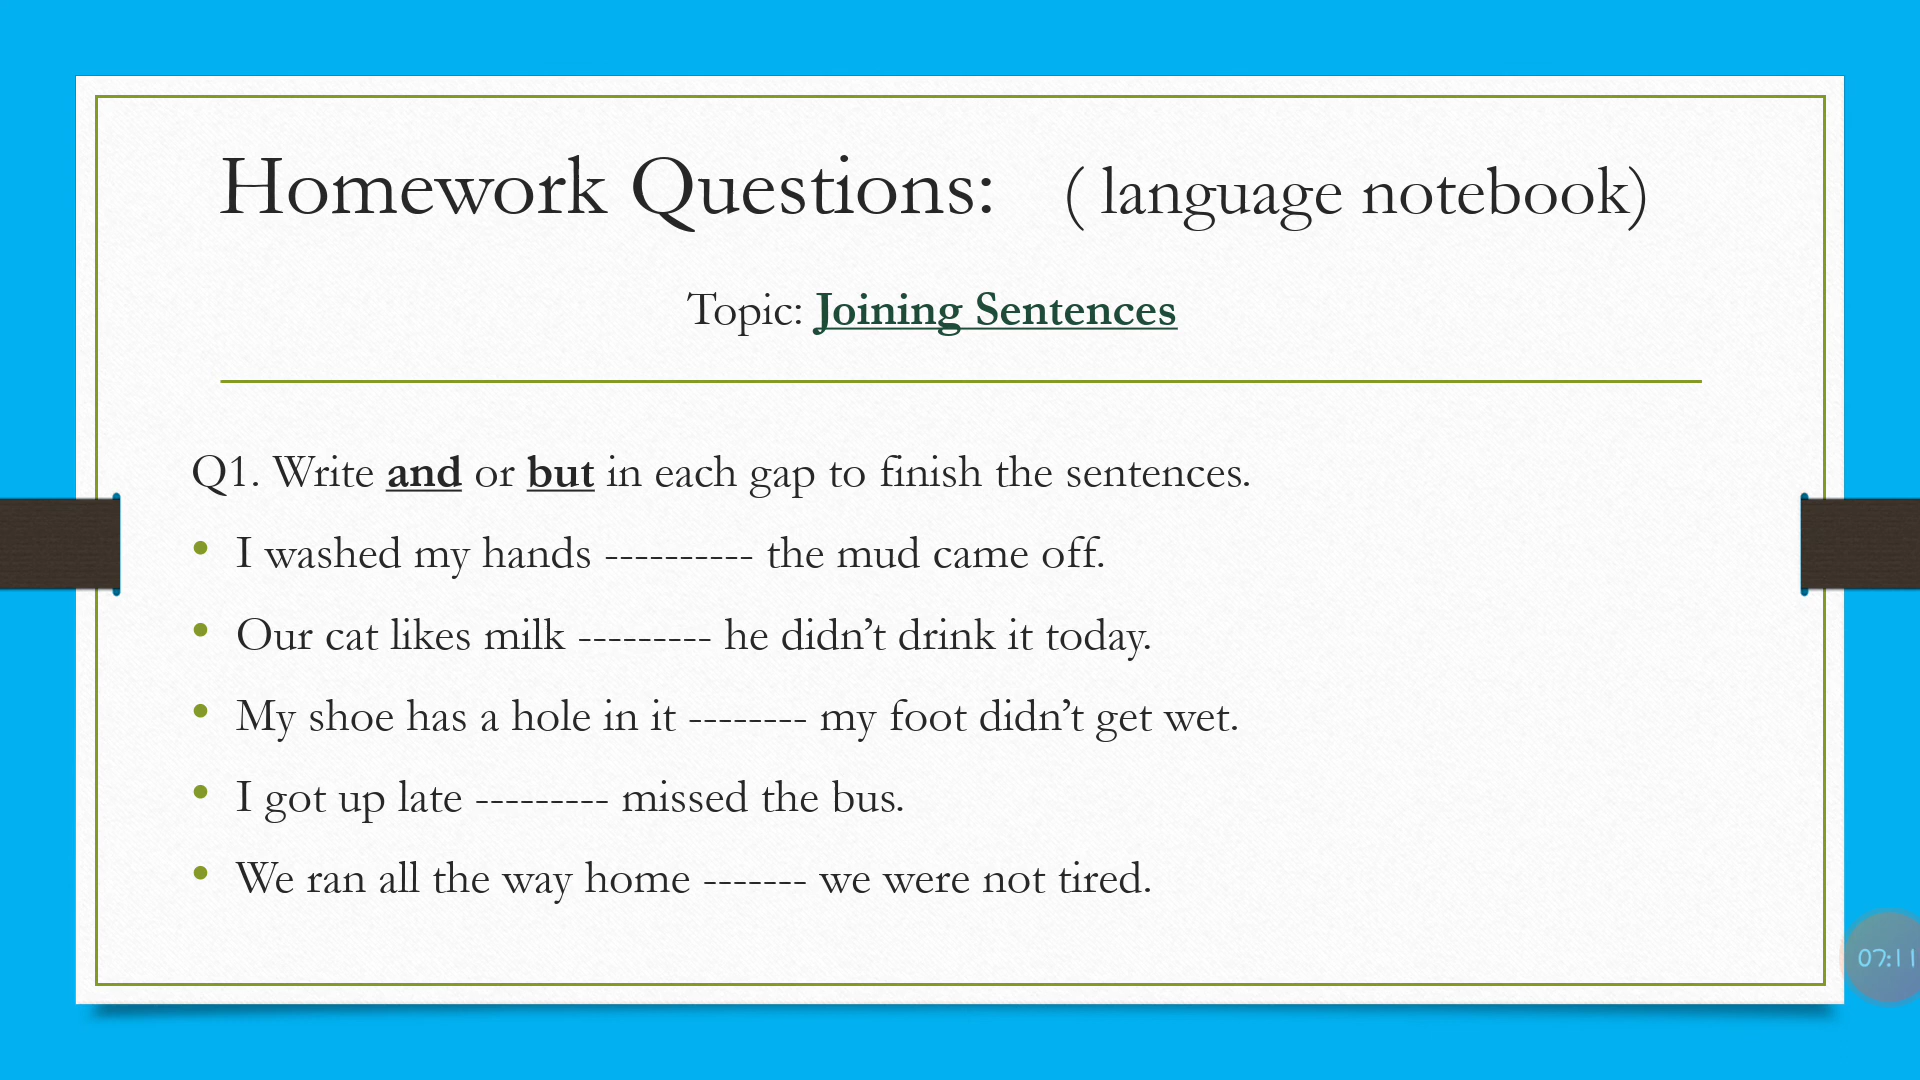 Homework Questions: ( language notebook)
Topic: Joining Sentences
Q1. Write and or but in each gap to finish the sentences.
• I washed my hands ---------- the mud came off.
• Our cat likes milk --------- he didn’t drink it today.
• My shoe has a hole in it -------- my foot didn’t get wet.
• I got up late --------- missed the bus.
• We ran all the way home ------- we were not tired.
07:11